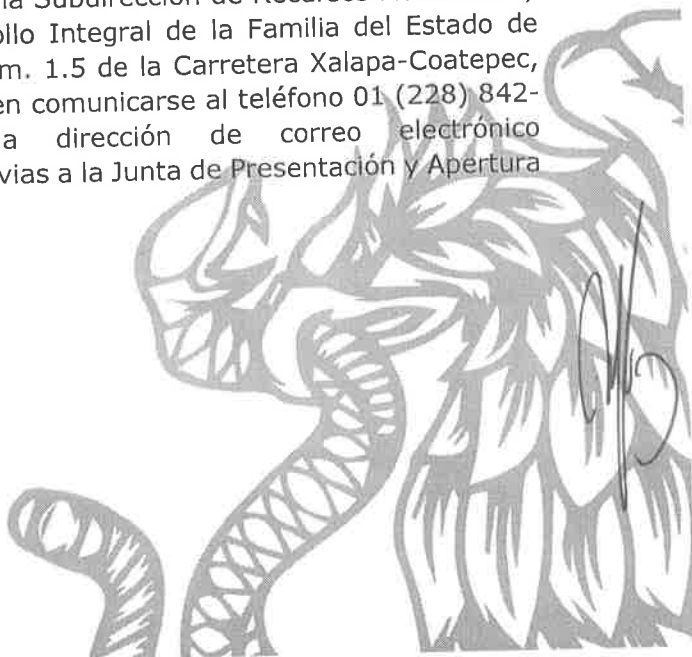 la Subdirección de Recursos
ollo Integral de la Familia del Estado de
m. 1.5 de la Carretera Xalapa-Coatepec,
en comunicarse al teléfono 01 (228) 842-
a dirección de correo electrónico
vias a la Junta de Presentación y Apertura